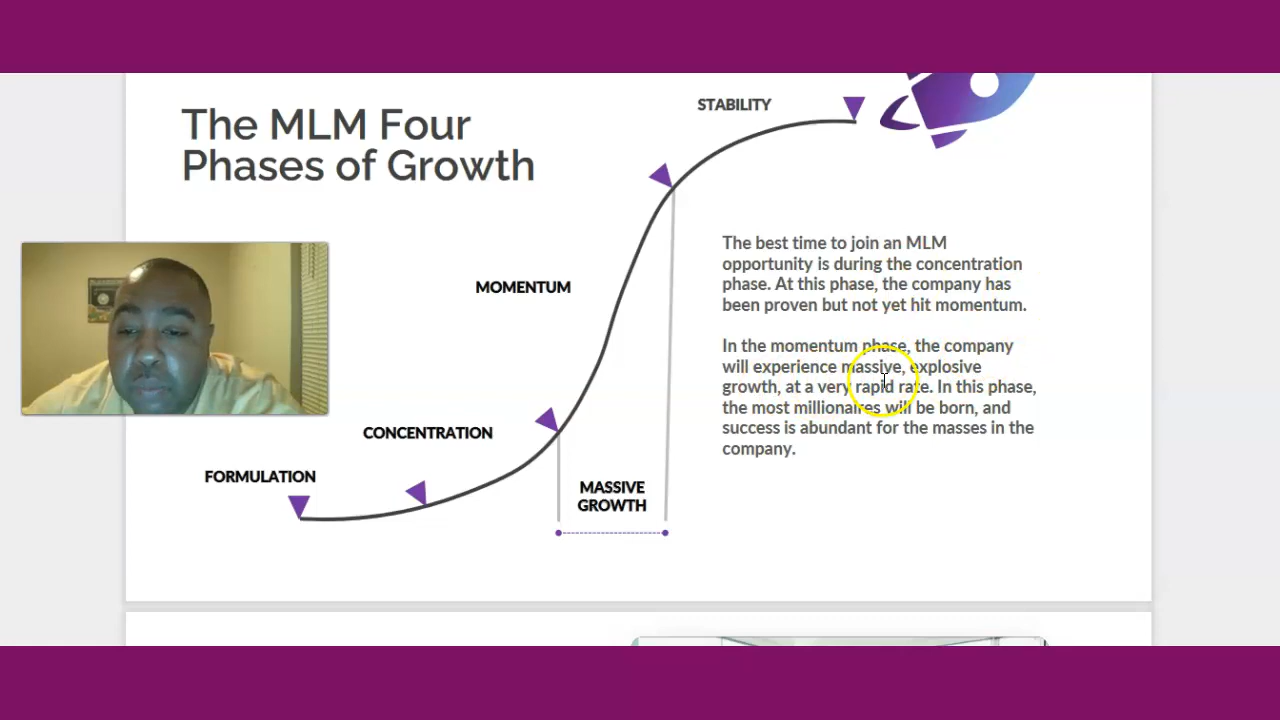 The MLM Four
Phases of Growth
STABILITY
MOMENTUM
CONCENTRATION
FORMULATION
MASSIVE
GROWTH
The best time to join an MLM
opportunity is during the concentration
phase. At this phase, the company has
been proven but not yet hit momentum.
In the momentum phase, the company
will experience massive, explosive
growth, at a very rapid rate. In this phase,
the most millionaires will be born, and
success is abundant for the masses in the
company.